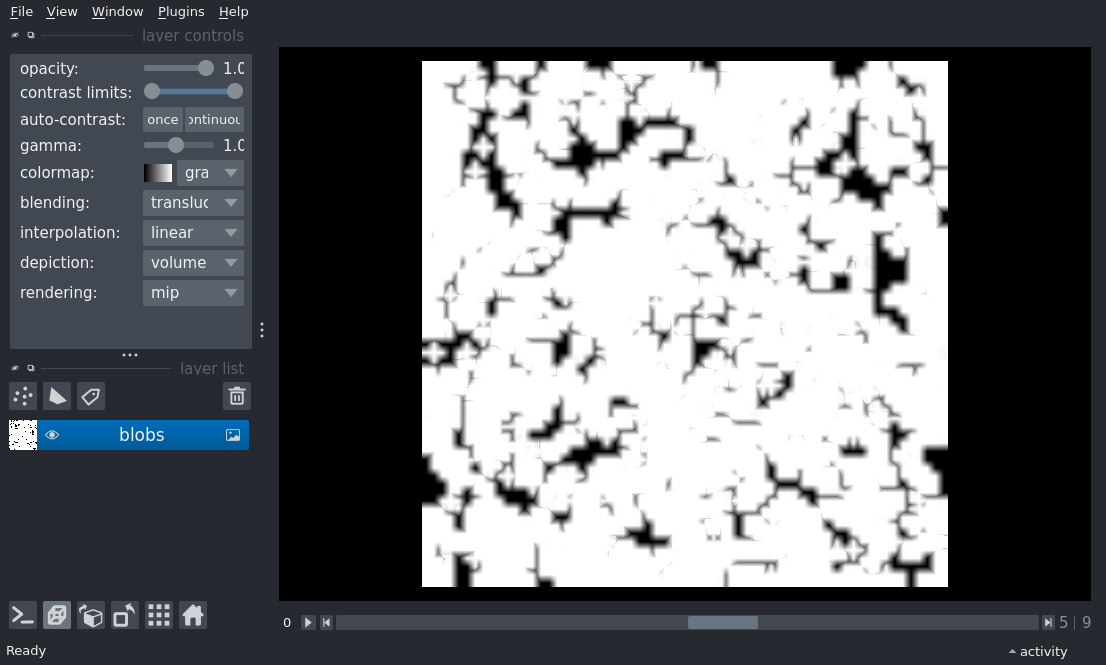 File View Window Plugins Help
layer controls
opacity: 1.0
contrast limits:
auto-contrast: once ontinuou
gamma: 1.0
colormap: gra
blending: transluc
interpolation: linear
depiction: volume
rendering: mip
layer list
blobs
0 5 | 9
Ready activity